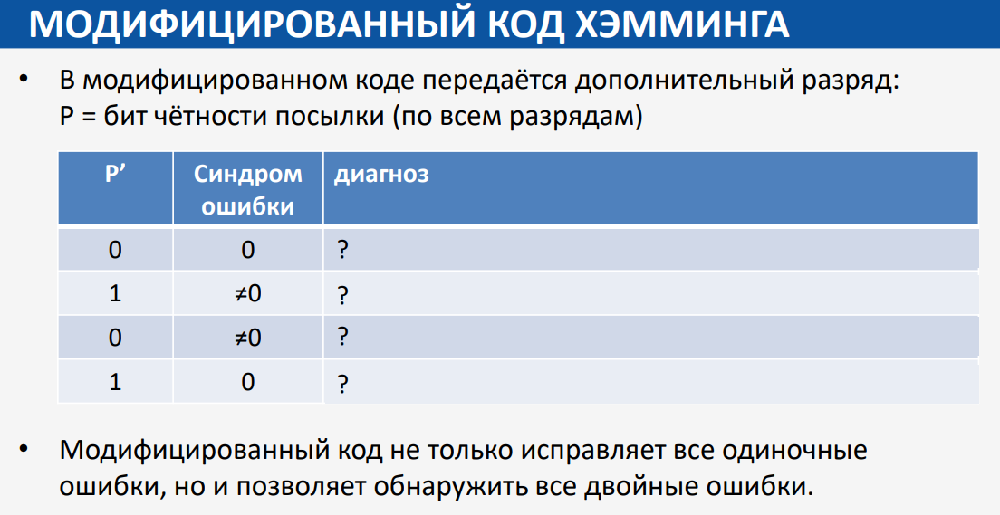 МОДИФИЦИРОВАННЫЙ КОД ХЭММИНГА
• В модифицированном коде передаётся дополнительный разряд:
P = бит чётности посылки (по всем разрядам)
P’ Синдром ошибки диагноз
0 0 ?
1 ≠0 ?
0 ≠0 ?
1 0 ?
• Модифицированный код не только исправляет все одиночные
ошибки, но и позволяет обнаружить все двойные ошибки.